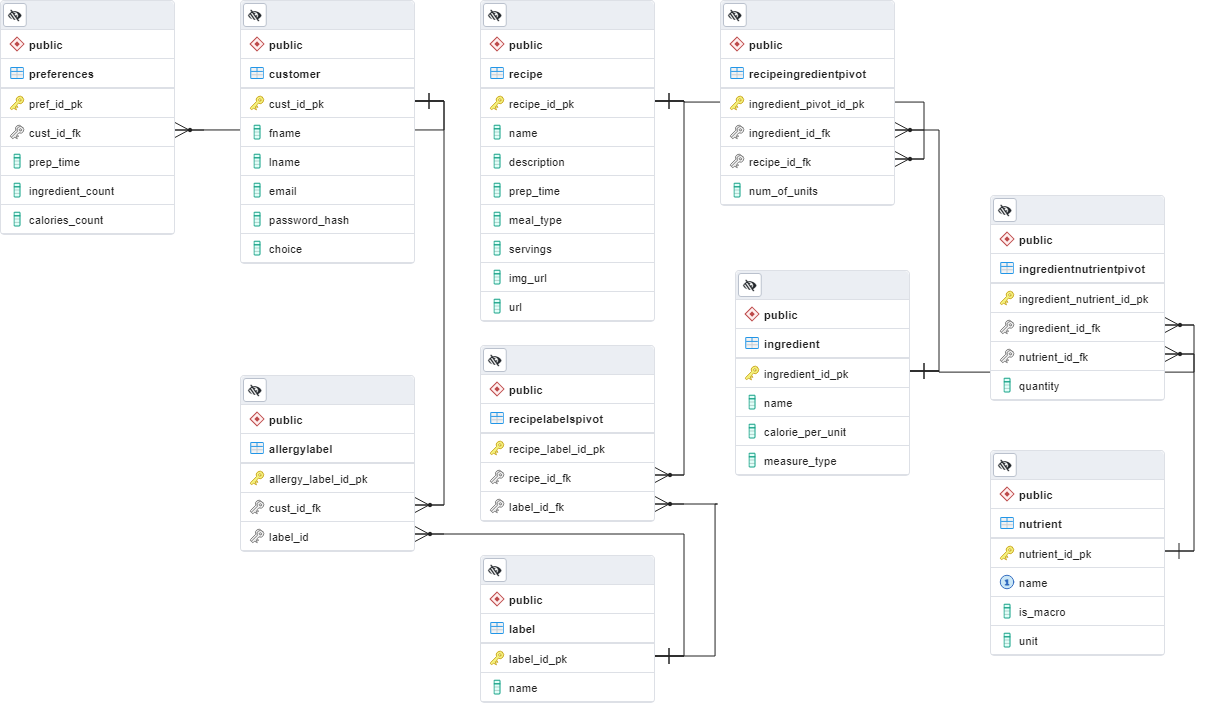 public
preferences
pref_id_pk
cust_id_fk
prep_time
ingredient_count
calories_count
public
customer
cust_id_pk
fname
lname
email
password_hash
choice
public
recipe
recipe_id_pk
name
description
prep_time
meal_type
servings
img_url
url
public
recipeingredientpivot
ingredient_pivot_id_pk
ingredient_id_fk
recipe_id_fk
num_of_units
public
ingredientnutrientpivot
ingredient_nutrient_id_pk
ingredient_id_fk
nutrient_id_fk
quantity
public
ingredient
ingredient_id_pk
name
calorie_per_unit
measure_type
public
allergylabel
allergy_label_id_pk
cust_id_fk
label_id
public
recipelabelspivot
recipe_label_id_pk
recipe_id_fk
label_id_fk
public
label
label_id_pk
name
public
nutrient
nutrient_id_pk
1 name
is_macro
unit